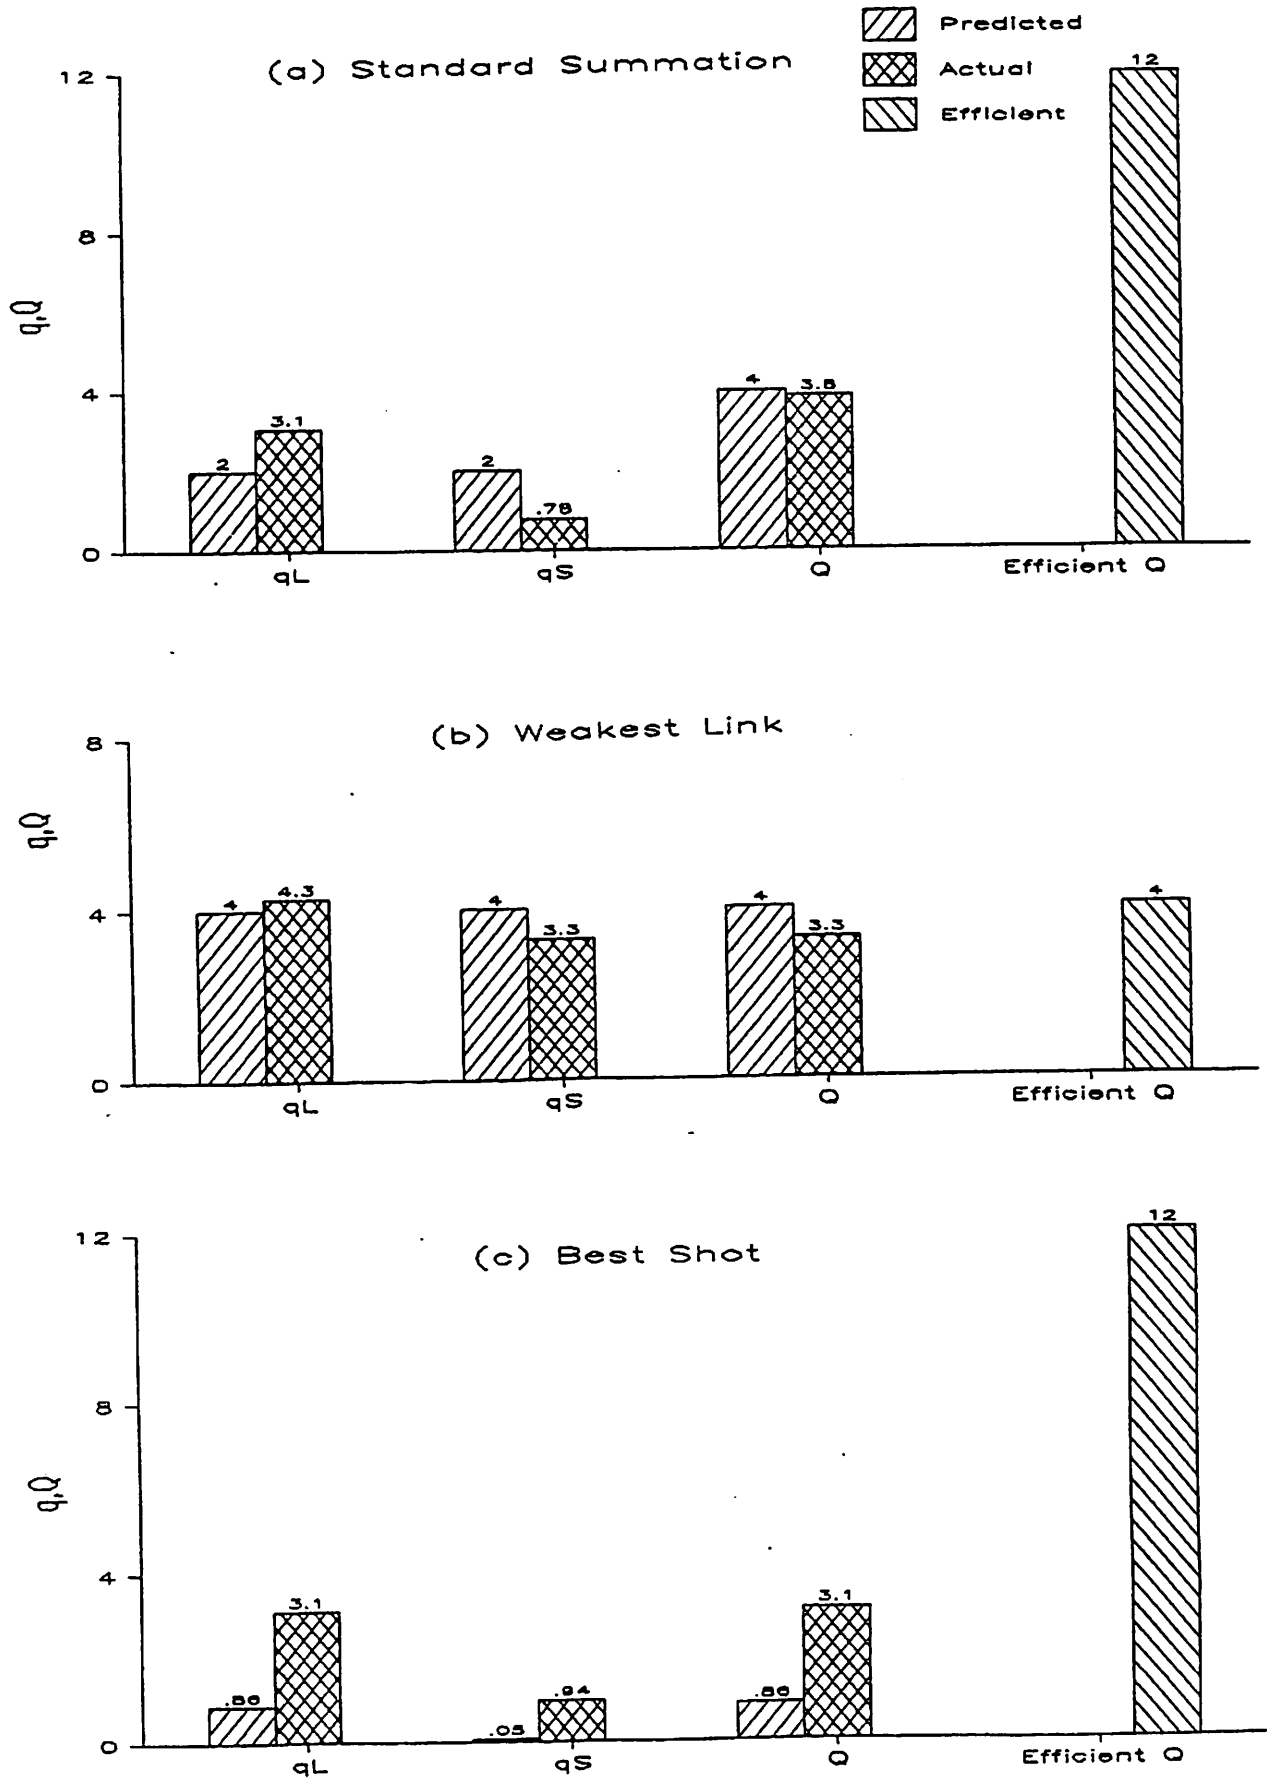 Predicted
(a) Standard Summation
Actual
Efficient
12
12
8
q,Q
4
4
3.8
3.1
2
2
.78
0
qL
qS
Q
Efficient Q
(b) Weakest Link
8
q,Q
4
4
4.3
4
3.3
4
3.3
4
0
qL
qS
Q
Efficient Q
12
12
(c) Best Shot
8
q,Q
4
3.1
3.1
.86
.05
.94
.86
0
qL
qS
Q
Efficient Q